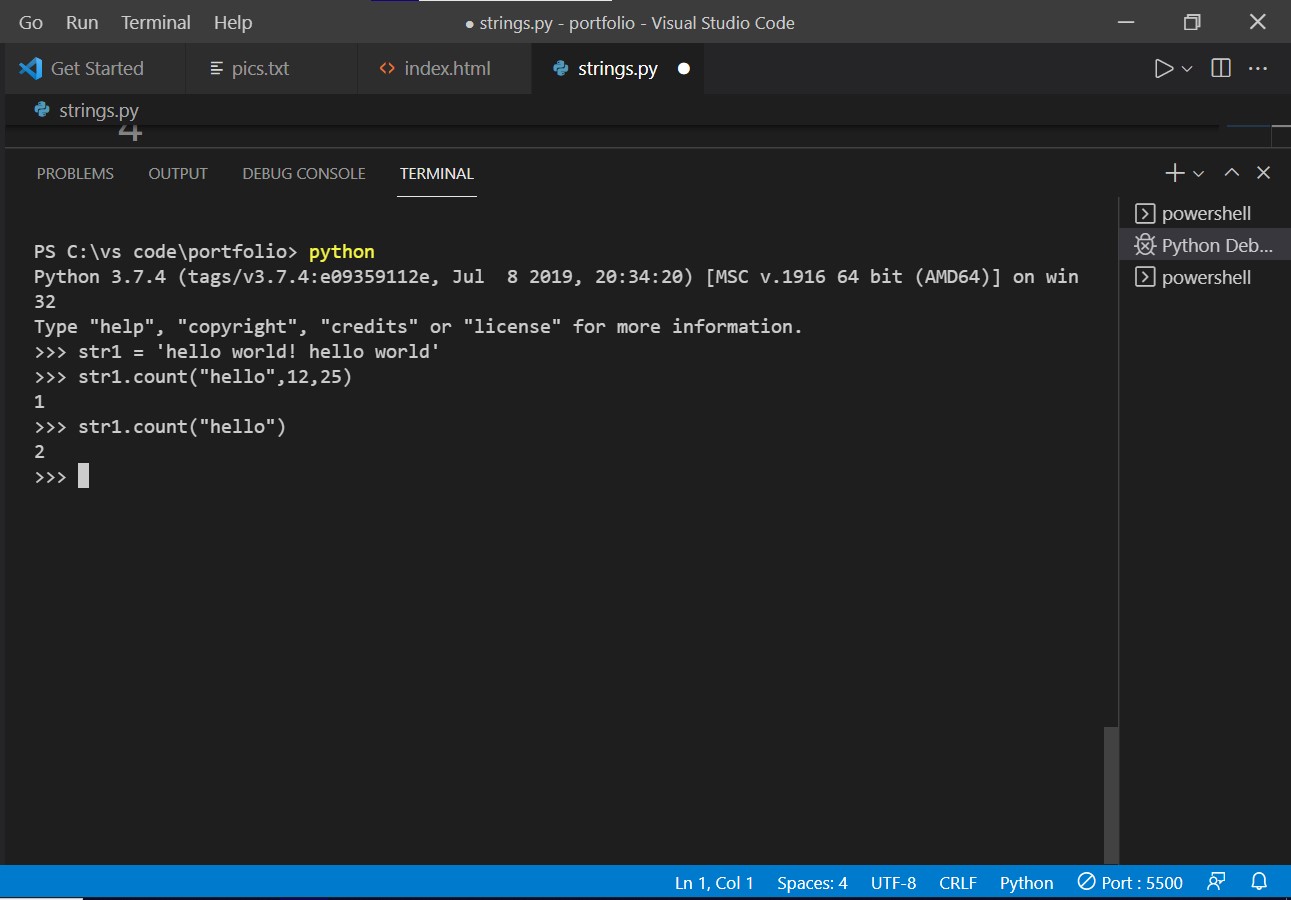 Go Run Terminal Help ● strings.py - portfolio - Visual Studio Code
Get Started pics.txt index.html strings.py
strings.py
4
PROBLEMS OUTPUT DEBUG CONSOLE TERMINAL
powershell
Python Deb...
powershell
PS C:\vs code\portfolio> python
Python 3.7.4 (tags/v3.7.4:e09359112e, Jul  8 2019, 20:34:20) [MSC v.1916 64 bit (AMD64)] on win
32
Type "help", "copyright", "credits" or "license" for more information.
>>> str1 = 'hello world! hello world'
>>> str1.count("hello",12,25)
1
>>> str1.count("hello")
2
>>>
Ln 1, Col 1 Spaces: 4 UTF-8 CRLF Python Port : 5500